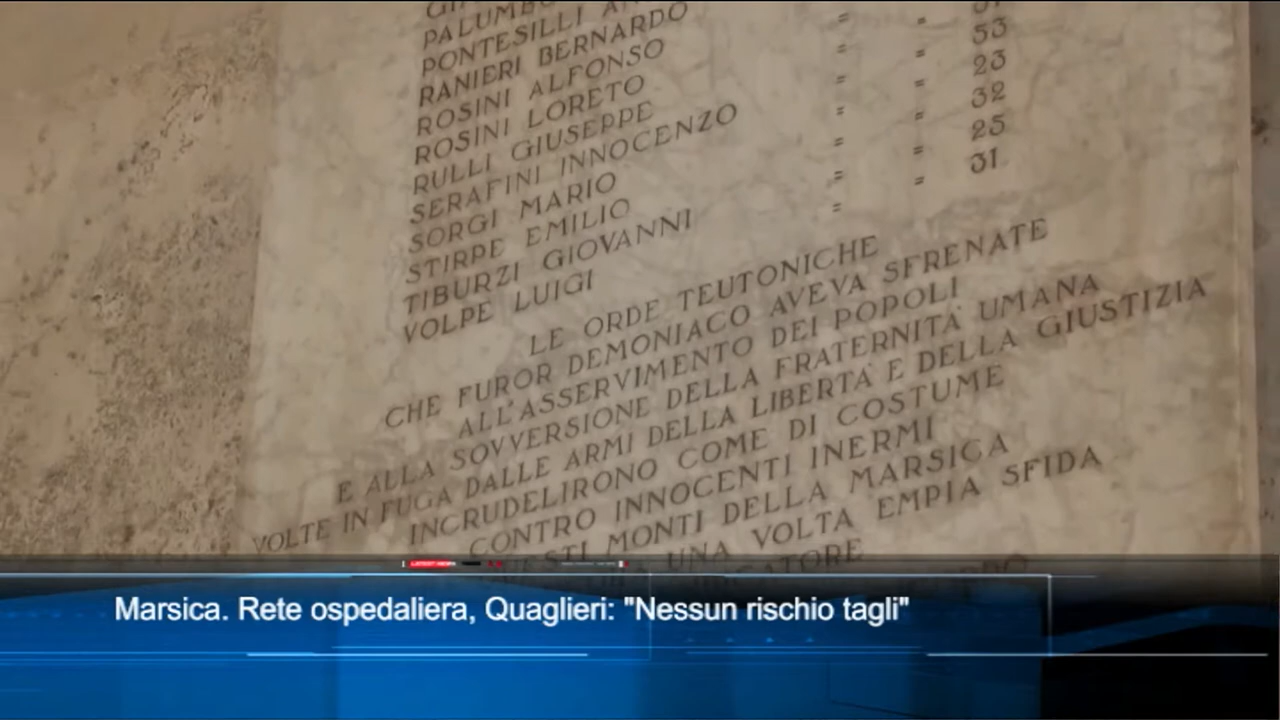 PALUMBO
PONTESILLI
RANIERI BERNARDO = =
ROSINI ALFONSO = = 53
ROSINI LORETO = = 23
RULLI GIUSEPPE = = 32
SERAFINI INNOCENZO = = 25
SORGI MARIO = = 31
STIRPE EMILIO
TIBURZI GIOVANNI
VOLPE LUIGI
LE ORDE TEUTONICHE
CHE FUROR DEMONIACO AVEVA SFRENATE
ALL'ASSERVIMENTO DEI POPOLI
E ALLA SOVVERSIONE DELLA FRATERNITÀ UMANA
VOLTE IN FUGA DALLE ARMI DELLA LIBERTÀ E DELLA GIUSTIZIA
INCRUDELIRONO COME DI COSTUME
CONTRO INNOCENTI INERMI
MONTI DELLA MARSICA
UNA VOLTA EMPIA SFIDA
LATEST NEWS
Marsica. Rete ospedaliera, Quaglieri: "Nessun rischio tagli"